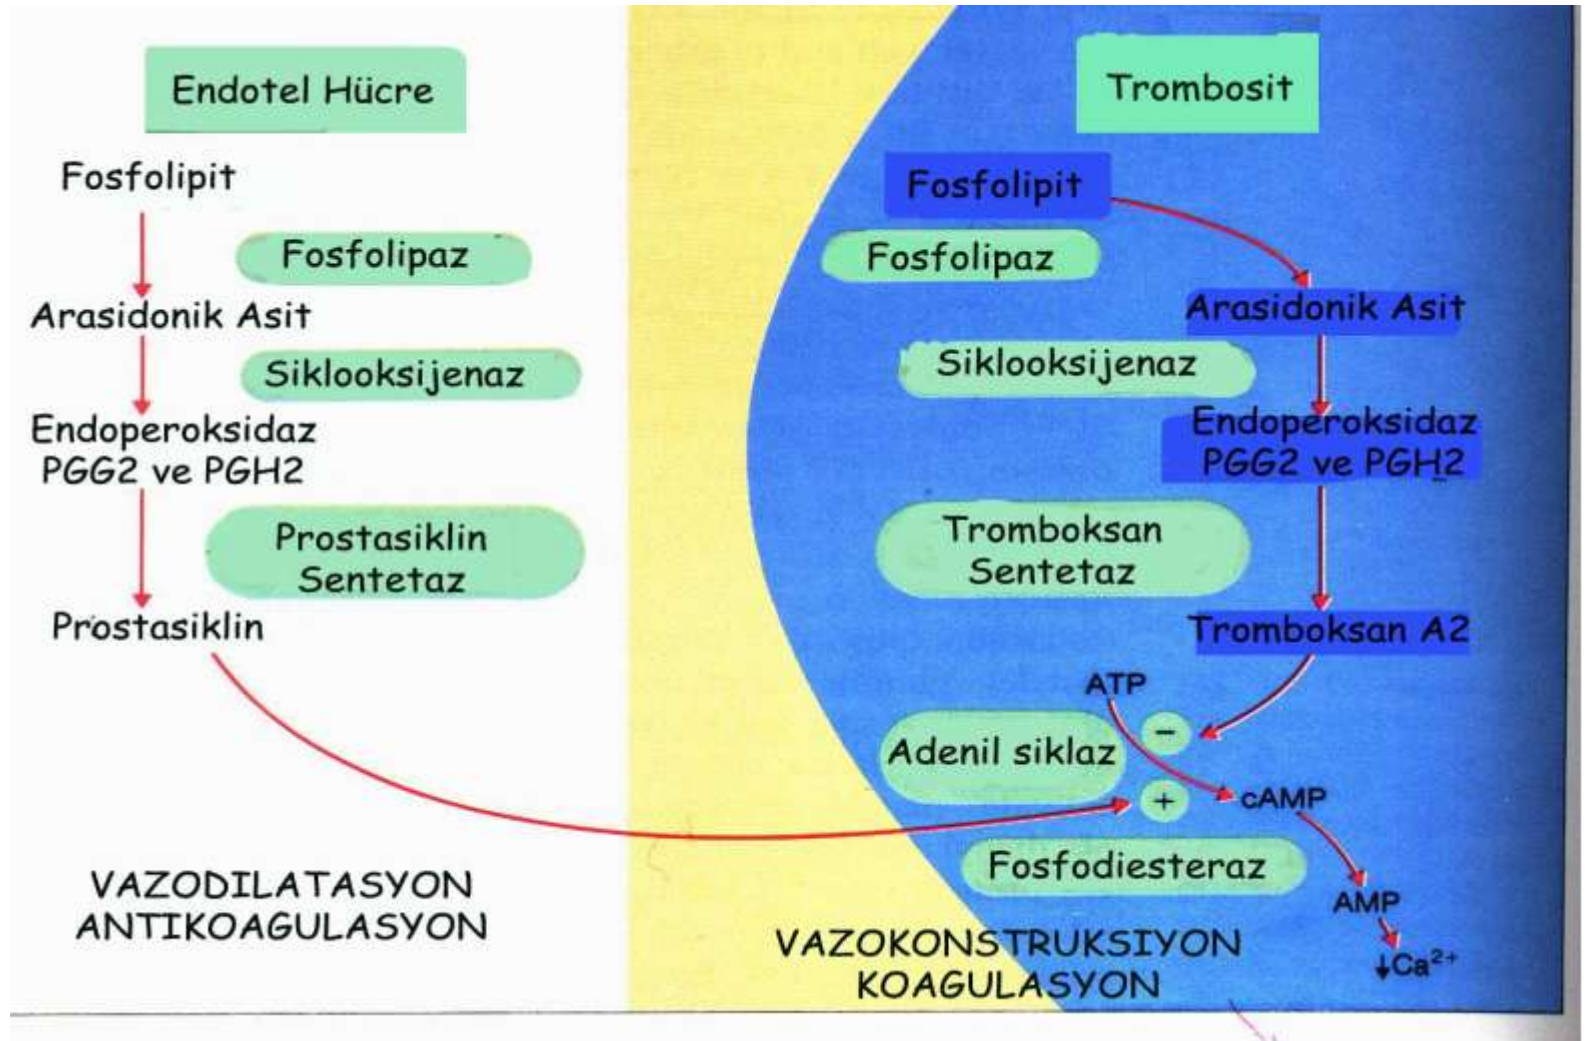 Endotel Hücre
Fosfolipit
Fosfolipaz
Arasidonik Asit
Siklooksijenaz
Endoperoksidaz
PGG2 ve PGH2
Prostasiklin
Sentetaz
Prostasiklin
VAZODILATASYON
ANTIKOAGULASYON
Trombosit
Fosfolipit
Fosfolipaz
Arasidonik Asit
Siklooksijenaz
Endoperoksidaz
PGG2 ve PGH2
Tromboksan
Sentetaz
Tromboksan A2
ATP
−
Adenil siklaz
+
cAMP
Fosfodiesteraz
AMP
↓Ca²⁺
VAZOKONSTRUKSIYON
KOAGULASYON